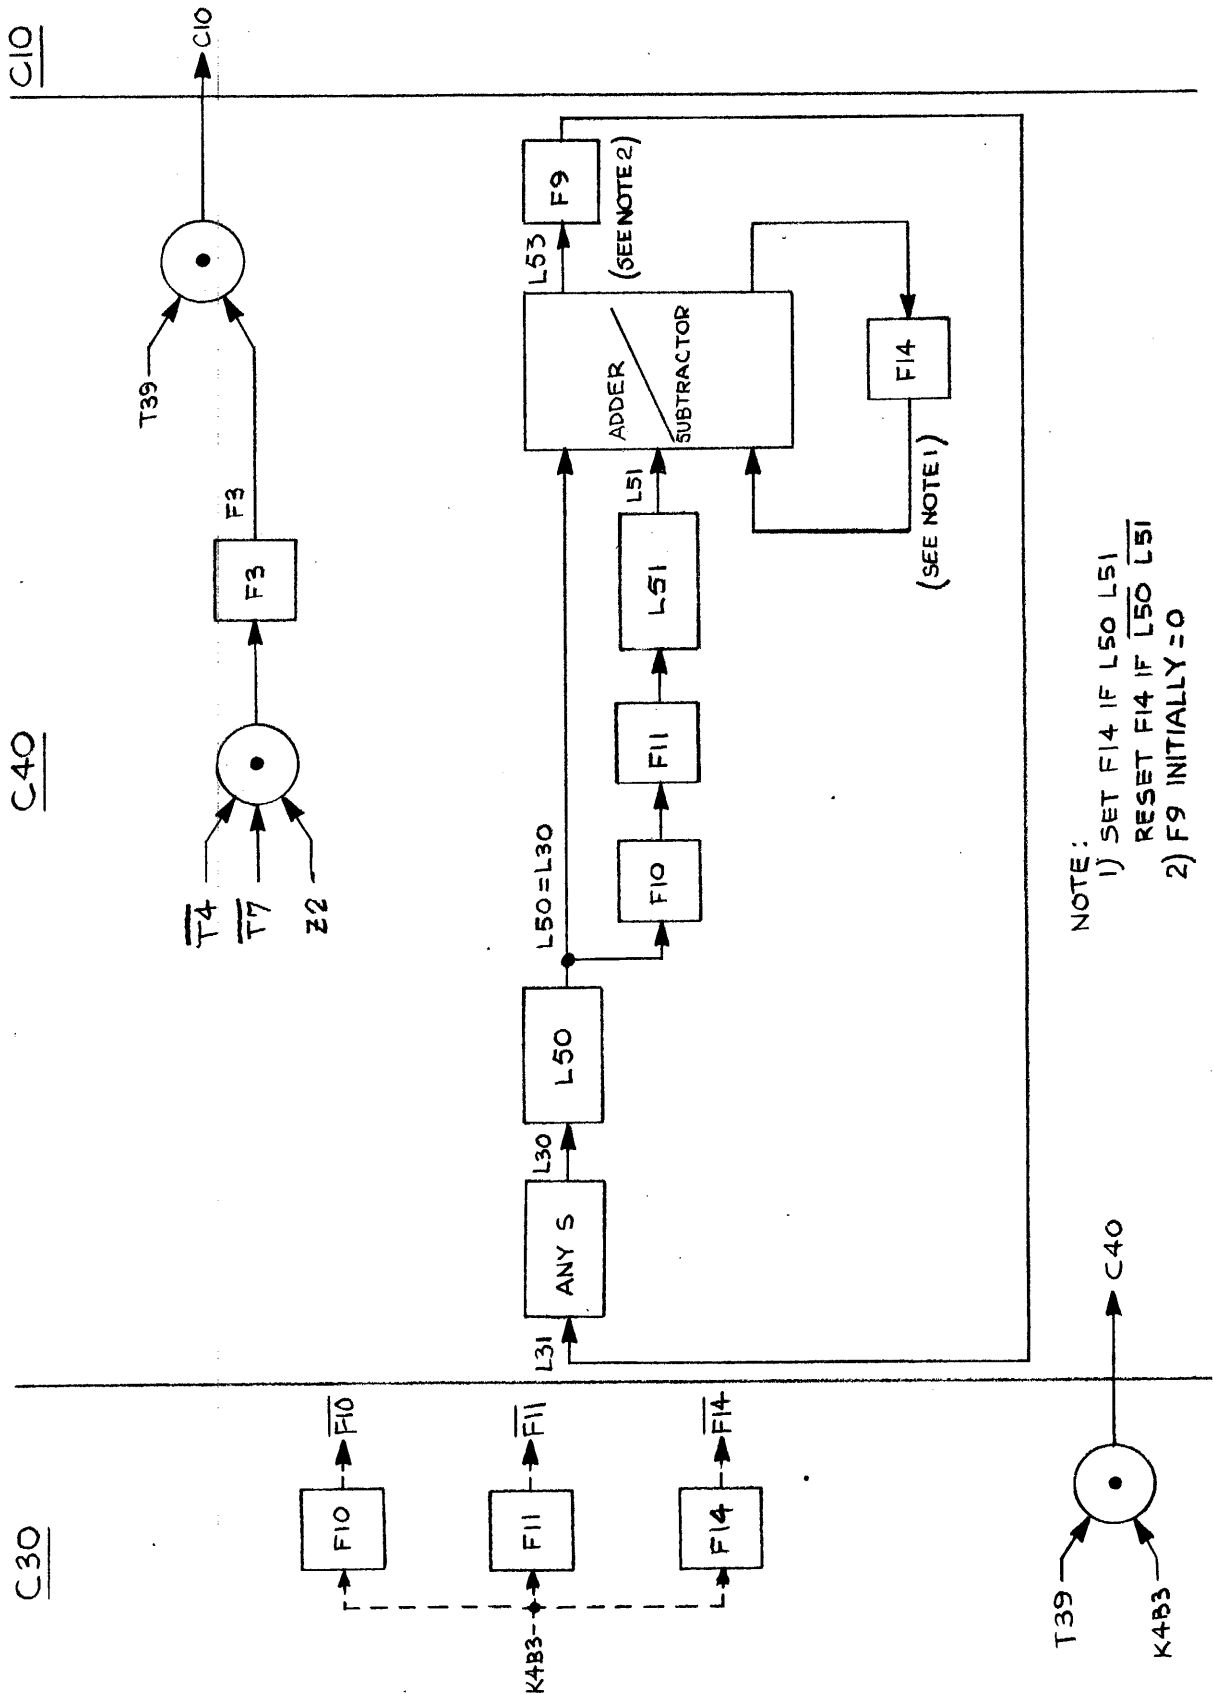 C30
C40
C10
K4B3
F10
F̅1̅0̅
F11
F̅1̅1̅
F14
F̅1̅4̅
T39
K4B3
C40
T̅4̅
T̅7̅
Z2
F3
F3
T39
C10
L31
ANY S
L30
L50
L50=L30
F10
F11
L51
L51
ADDER
SUBTRACTOR
L53
F9
(SEE NOTE 2)
F14
(SEE NOTE 1)
NOTE:
1) SET F14 IF L50 L51
RESET F14 IF L̅5̅0̅ L̅5̅1̅
2) F9 INITIALLY=0